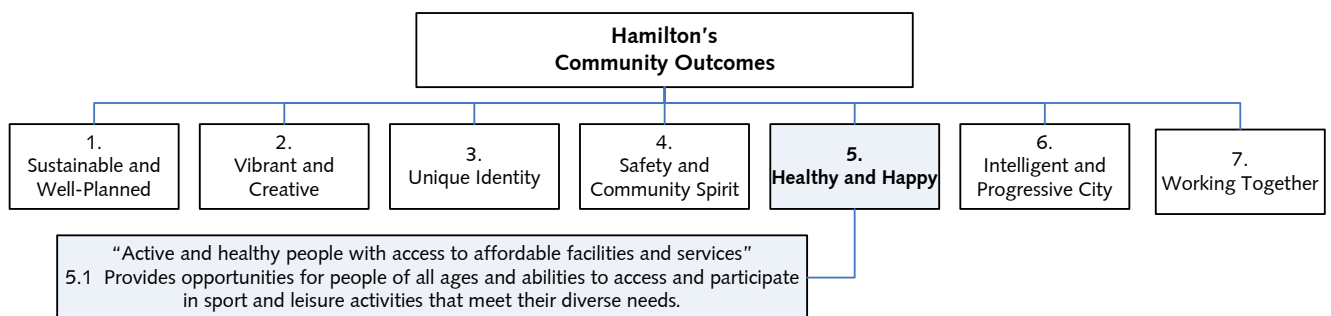 Hamilton's
Community Outcomes
1.
Sustainable and
Well-Planned
2.
Vibrant and
Creative
3.
Unique Identity
4.
Safety and
Community Spirit
5.
Healthy and Happy
6.
Intelligent and
Progressive City
7.
Working Together
“Active and healthy people with access to affordable facilities and services”
5.1 Provides opportunities for people of all ages and abilities to access and participate
in sport and leisure activities that meet their diverse needs.